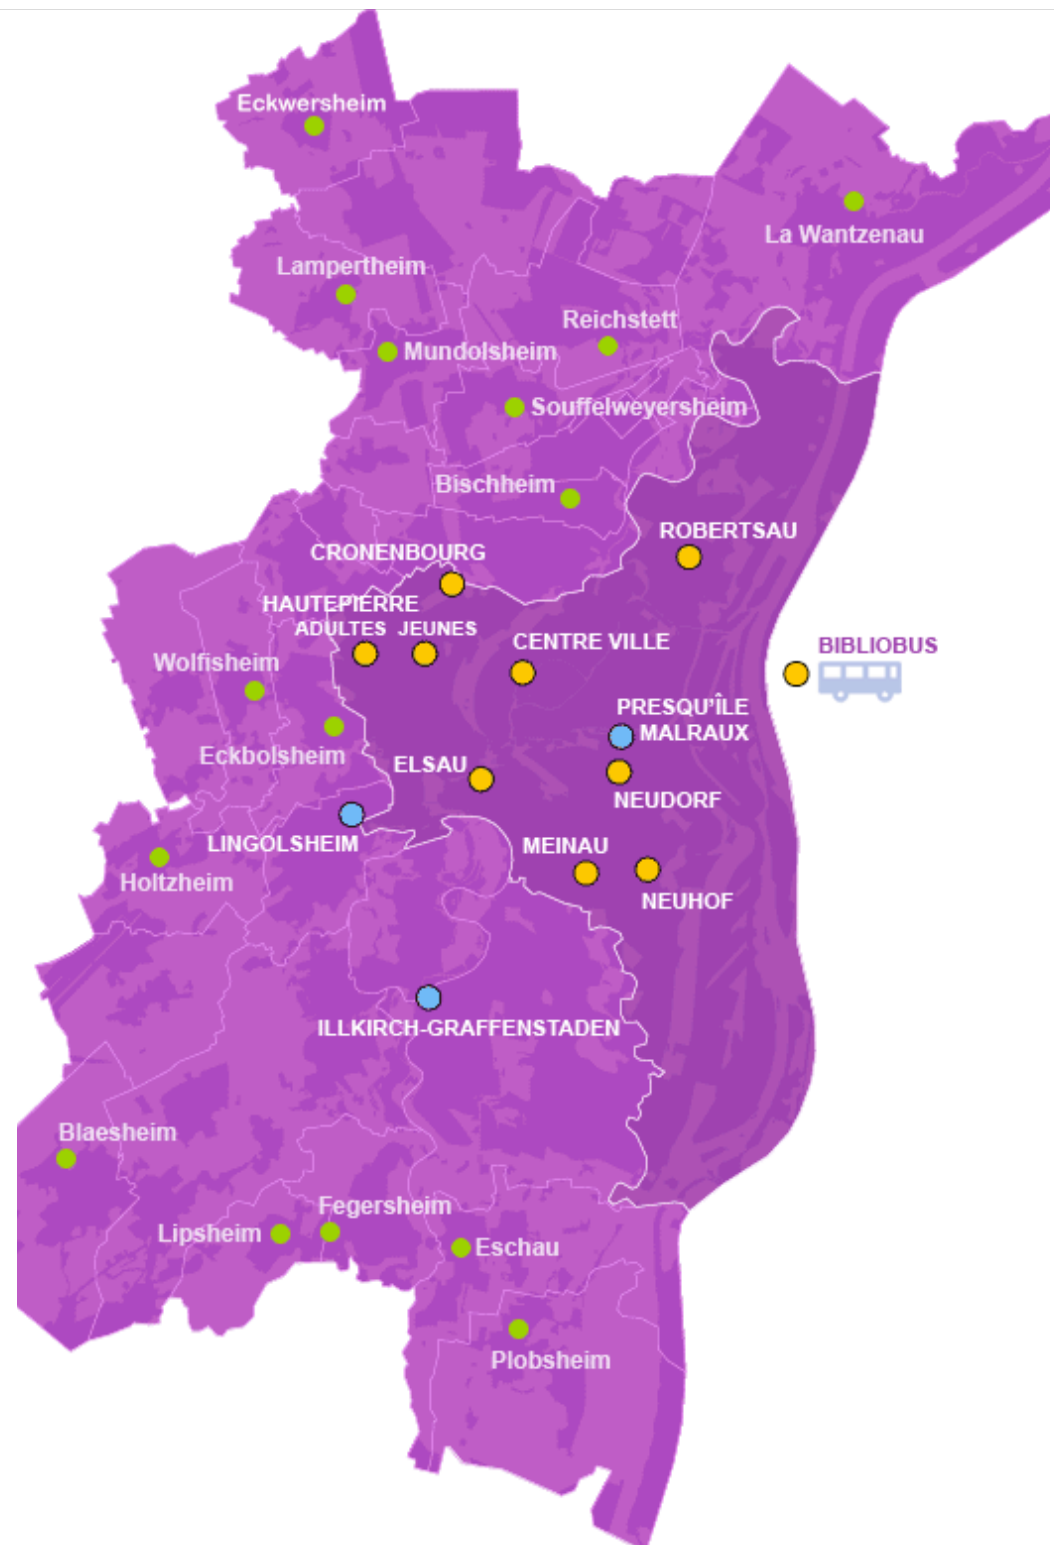 Eckwersheim
La Wantzenau
Lampertheim
Reichstett
Mundolsheim
Souffelweyersheim
Bischheim
ROBERTSAU
CRONENBOURG
HAUTEPIERRE
ADULTES JEUNES
CENTRE VILLE
BIBLIOBUS
Wolfisheim
PRESQU'ÎLE
MALRAUX
Eckbolsheim
ELSAU
NEUDORF
LINGOLSHEIM
MEINAU
Holtzheim
NEUHOF
ILLKIRCH-GRAFFENSTADEN
Blaesheim
Fegersheim
Lipsheim
Eschau
Plobsheim